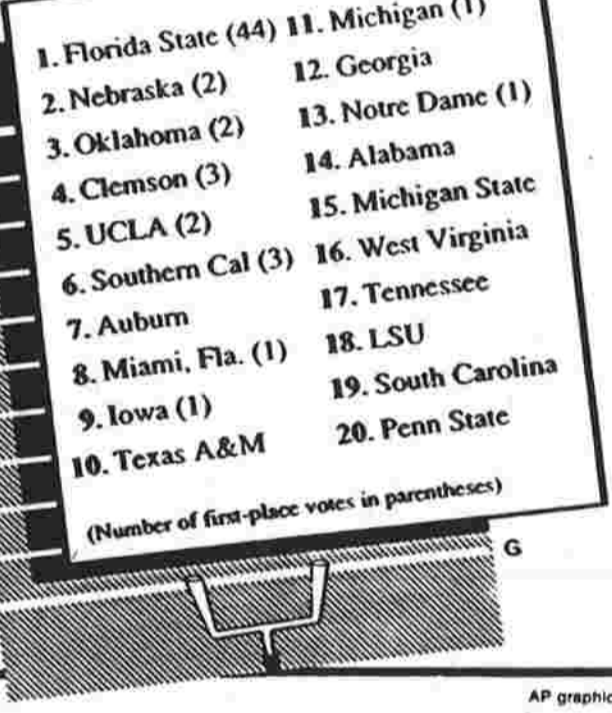 1. Florida State (44)
2. Nebraska (2)
3. Oklahoma (2)
4. Clemson (3)
5. UCLA (2)
6. Southern Cal (3)
7. Auburn
8. Miami, Fla. (1)
9. Iowa (1)
10. Texas A&M
11. Michigan (1)
12. Georgia
13. Notre Dame (1)
14. Alabama
15. Michigan State
16. West Virginia
17. Tennessee
18. LSU
19. South Carolina
20. Penn State
(Number of first-place votes in parentheses)
G
AP graphic